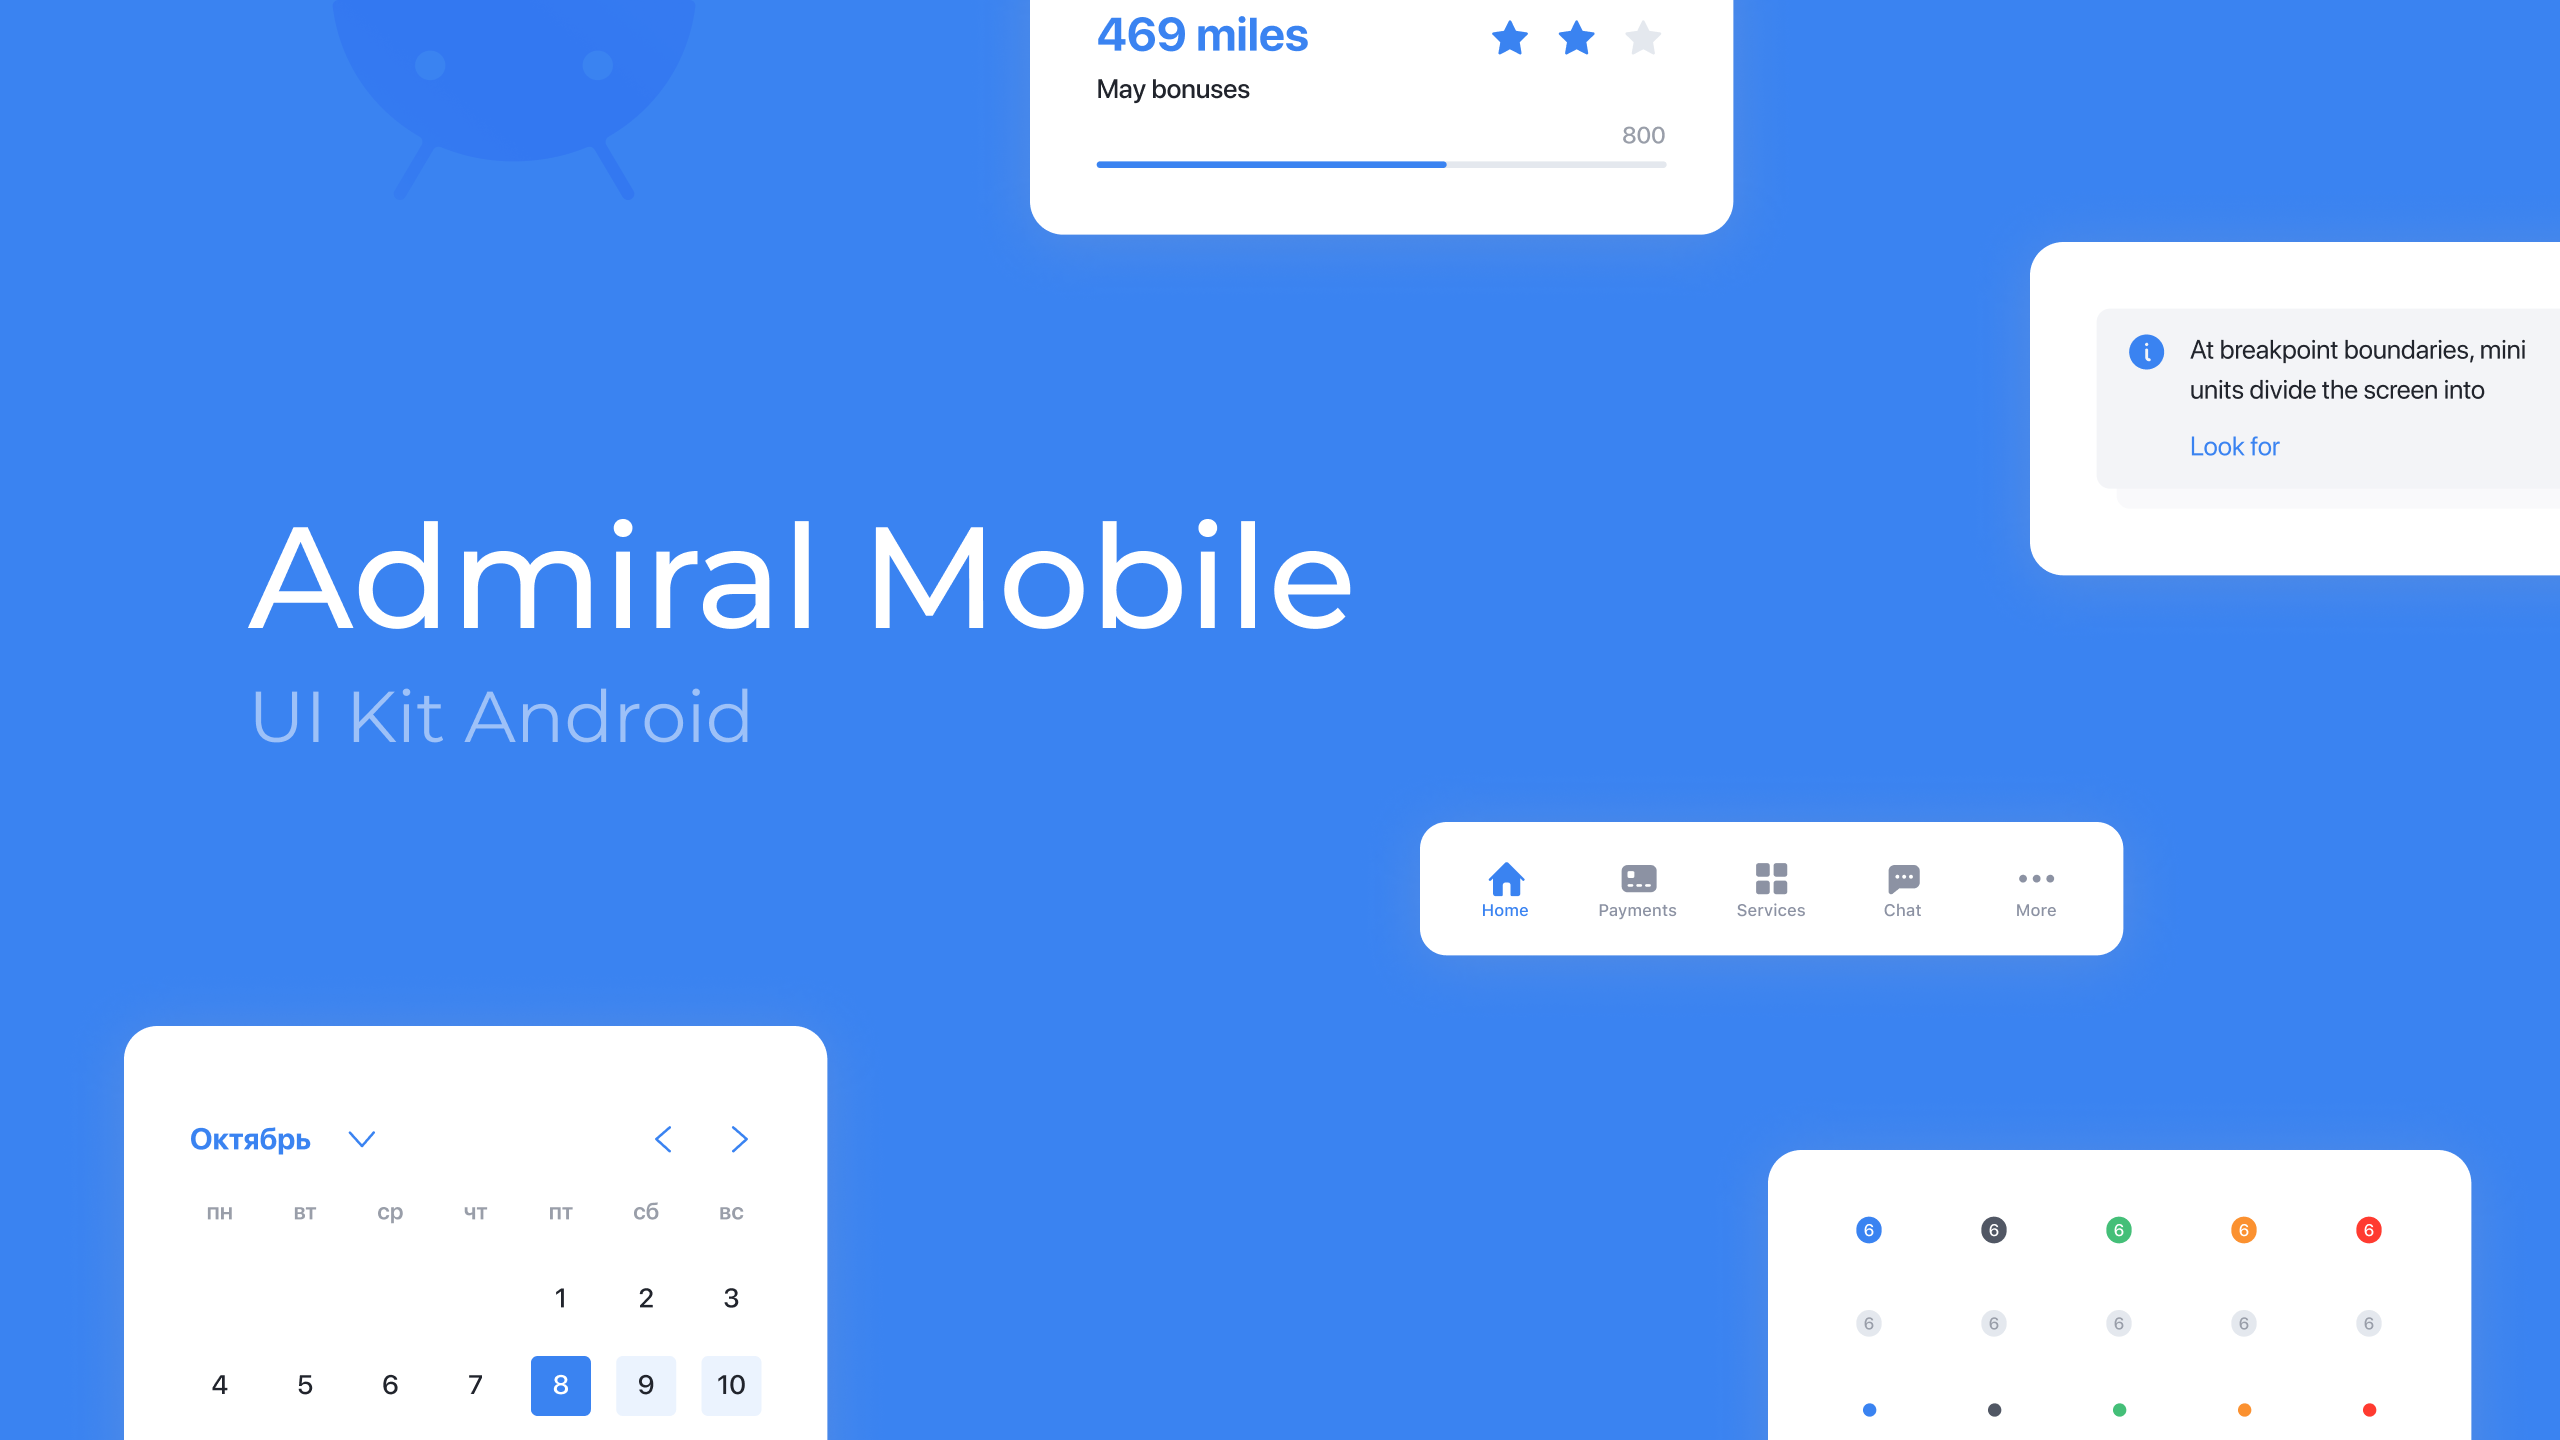 469 miles
May bonuses
800
At breakpoint boundaries, mini
units divide the screen into
Look for
Admiral Mobile
UI Kit Android
Home Payments Services Chat More
Октябрь
пн вт ср чт пт сб вс
1 2 3
4 5 6 7 8 9 10
6 6 6 6 6
6 6 6 6 6